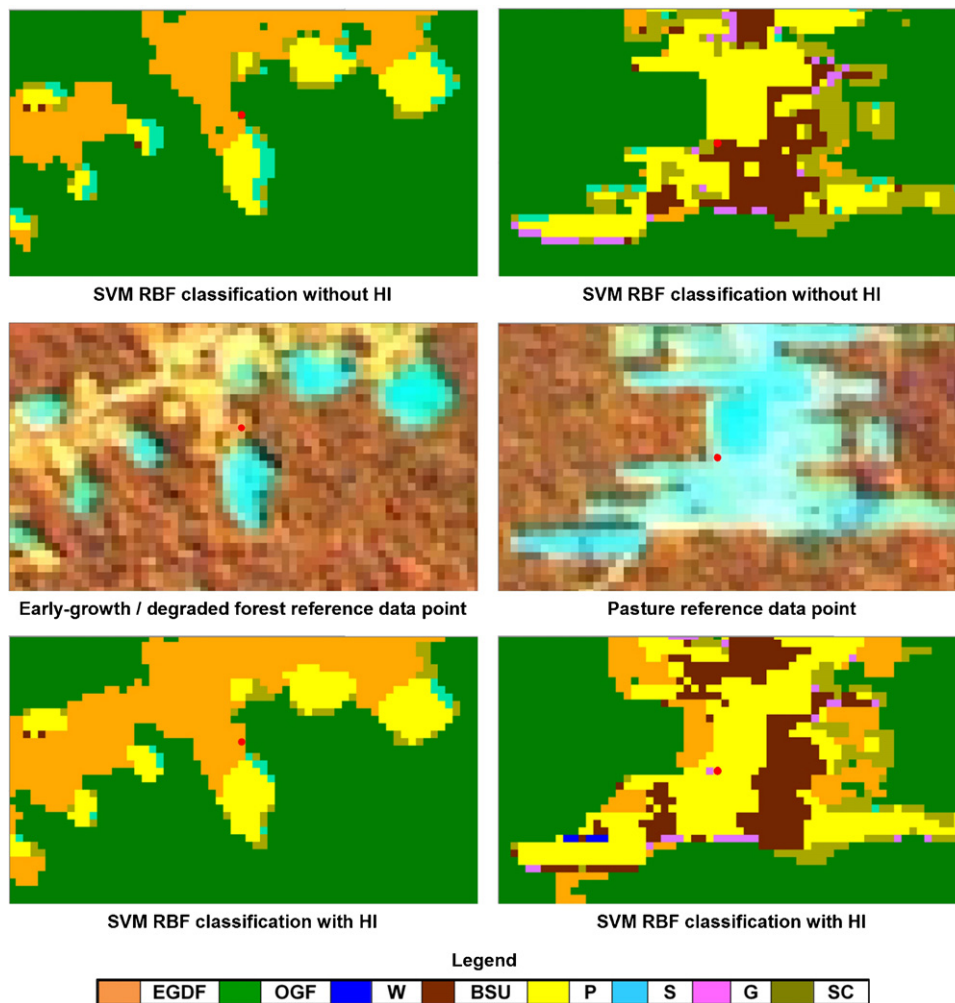 SVM RBF classification without HI
SVM RBF classification without HI
Early-growth / degraded forest reference data point
Pasture reference data point
SVM RBF classification with HI
SVM RBF classification with HI
Legend
EGDF OGF W BSU P S G SC